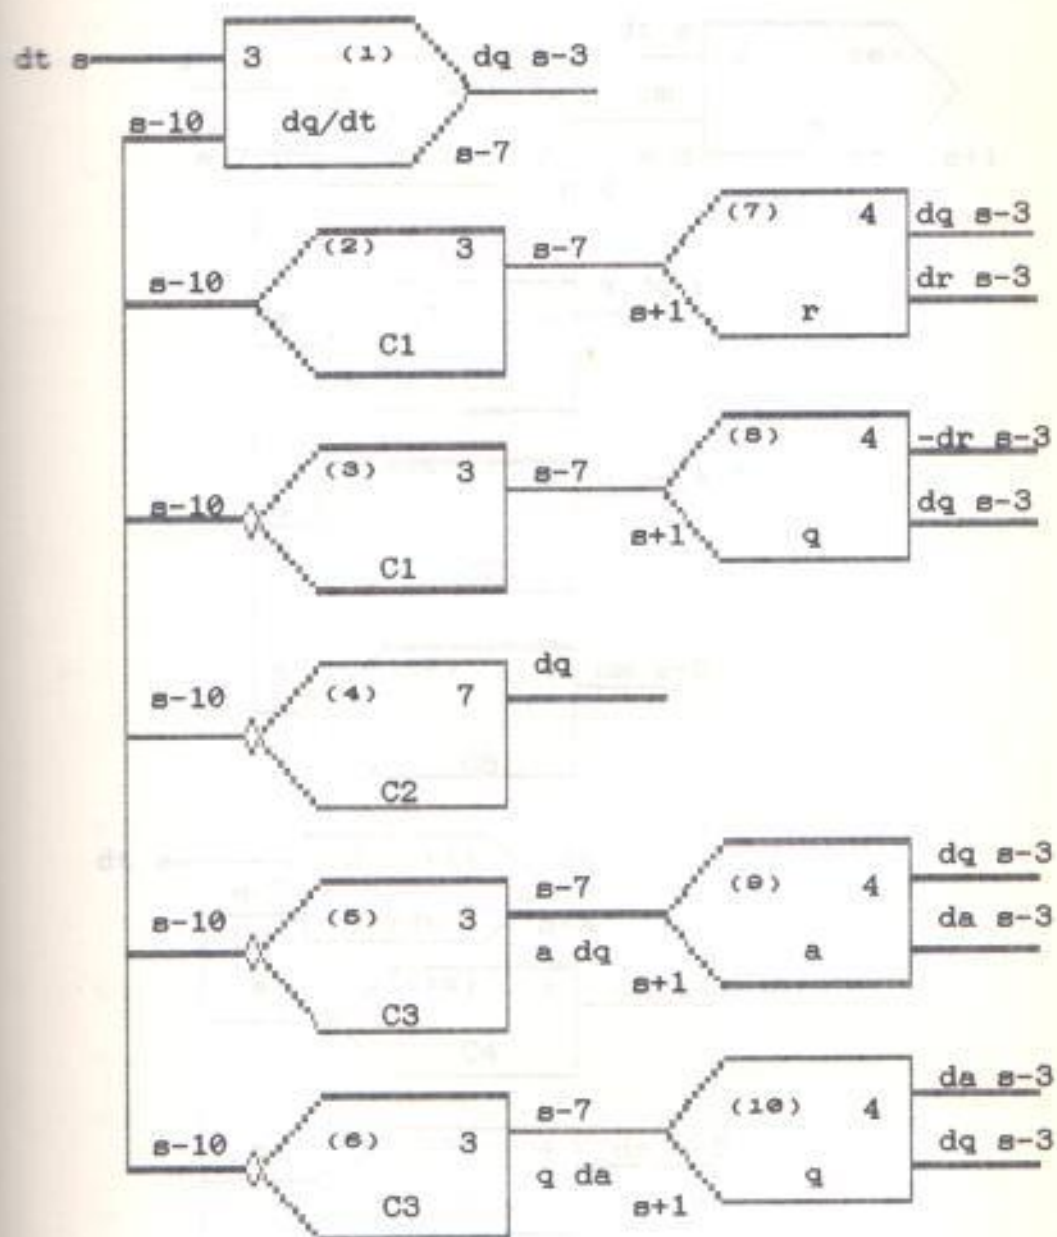 dt s 3 (1) dq s-3
s-10 dq/dt
s-7
(7) 4 dq s-3
(2) 3 s-7
s-10 dr s-3
s+1 r
C1
(8) 4 -dr s-3
(3) 3 s-7
s-10 dq s-3
s+1 q
C1
dq
s-10 (4) 7
C2
dq s-3
(9) 4
s-7
s-10 (5) 3 da s-3
a dq a
s+1
C3
da s-3
(10) 4
s-7
s-10 (6) 3 dq s-3
q da q
C3 s+1